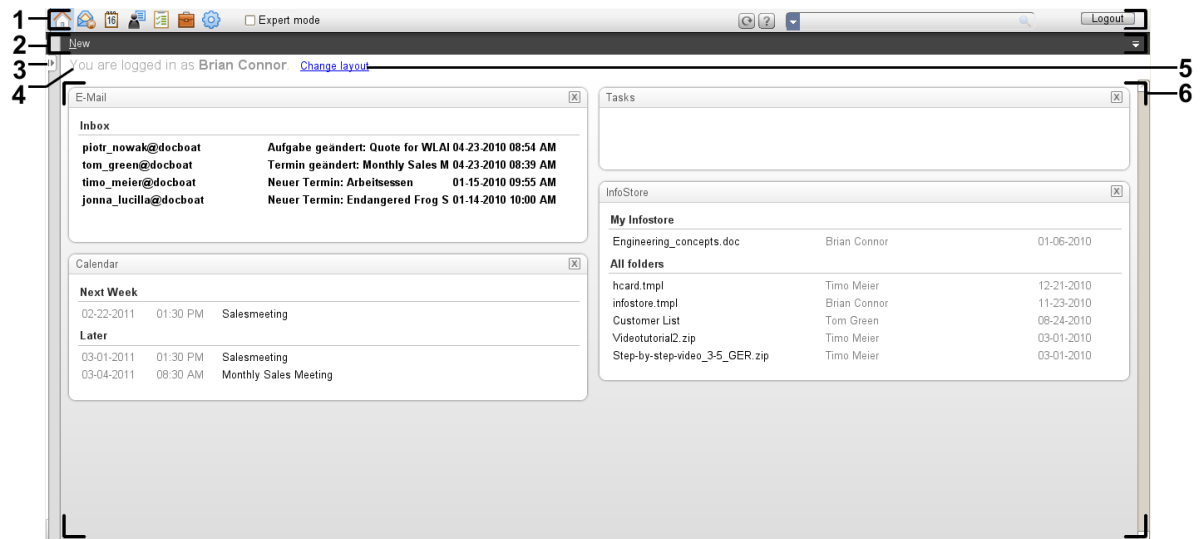 1
16
Expert mode
?
Logout
2
New
3
You are logged in as Brian Connor. Change layout
5
4
6
E-Mail
X
Inbox
piotr_nowak@docboat Aufgabe geändert: Quote for WLAI 04-23-2010 08:54 AM
tom_green@docboat Termin geändert: Monthly Sales M 04-23-2010 08:39 AM
timo_meier@docboat Neuer Termin: Arbeitsessen 01-15-2010 09:55 AM
jonna_lucilla@docboat Neuer Termin: Endangered Frog S 01-14-2010 10:00 AM
Calendar
X
Next Week
02-22-2011 01:30 PM Salesmeeting
Later
03-01-2011 01:30 PM Salesmeeting
03-04-2011 08:30 AM Monthly Sales Meeting
Tasks
X
InfoStore
X
My Infostore
Engineering_concepts.doc Brian Connor 01-06-2010
All folders
hcard.tmpl Timo Meier 12-21-2010
infostore.tmpl Brian Connor 11-23-2010
Customer List Tom Green 08-24-2010
Videotutorial2.zip Timo Meier 03-01-2010
Step-by-step-video_3-5_GER.zip Timo Meier 03-01-2010